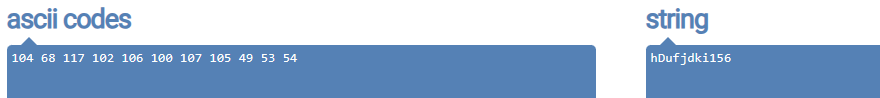 ascii codes
string
104 68 117 102 106 100 107 105 49 53 54
hDufjdki156